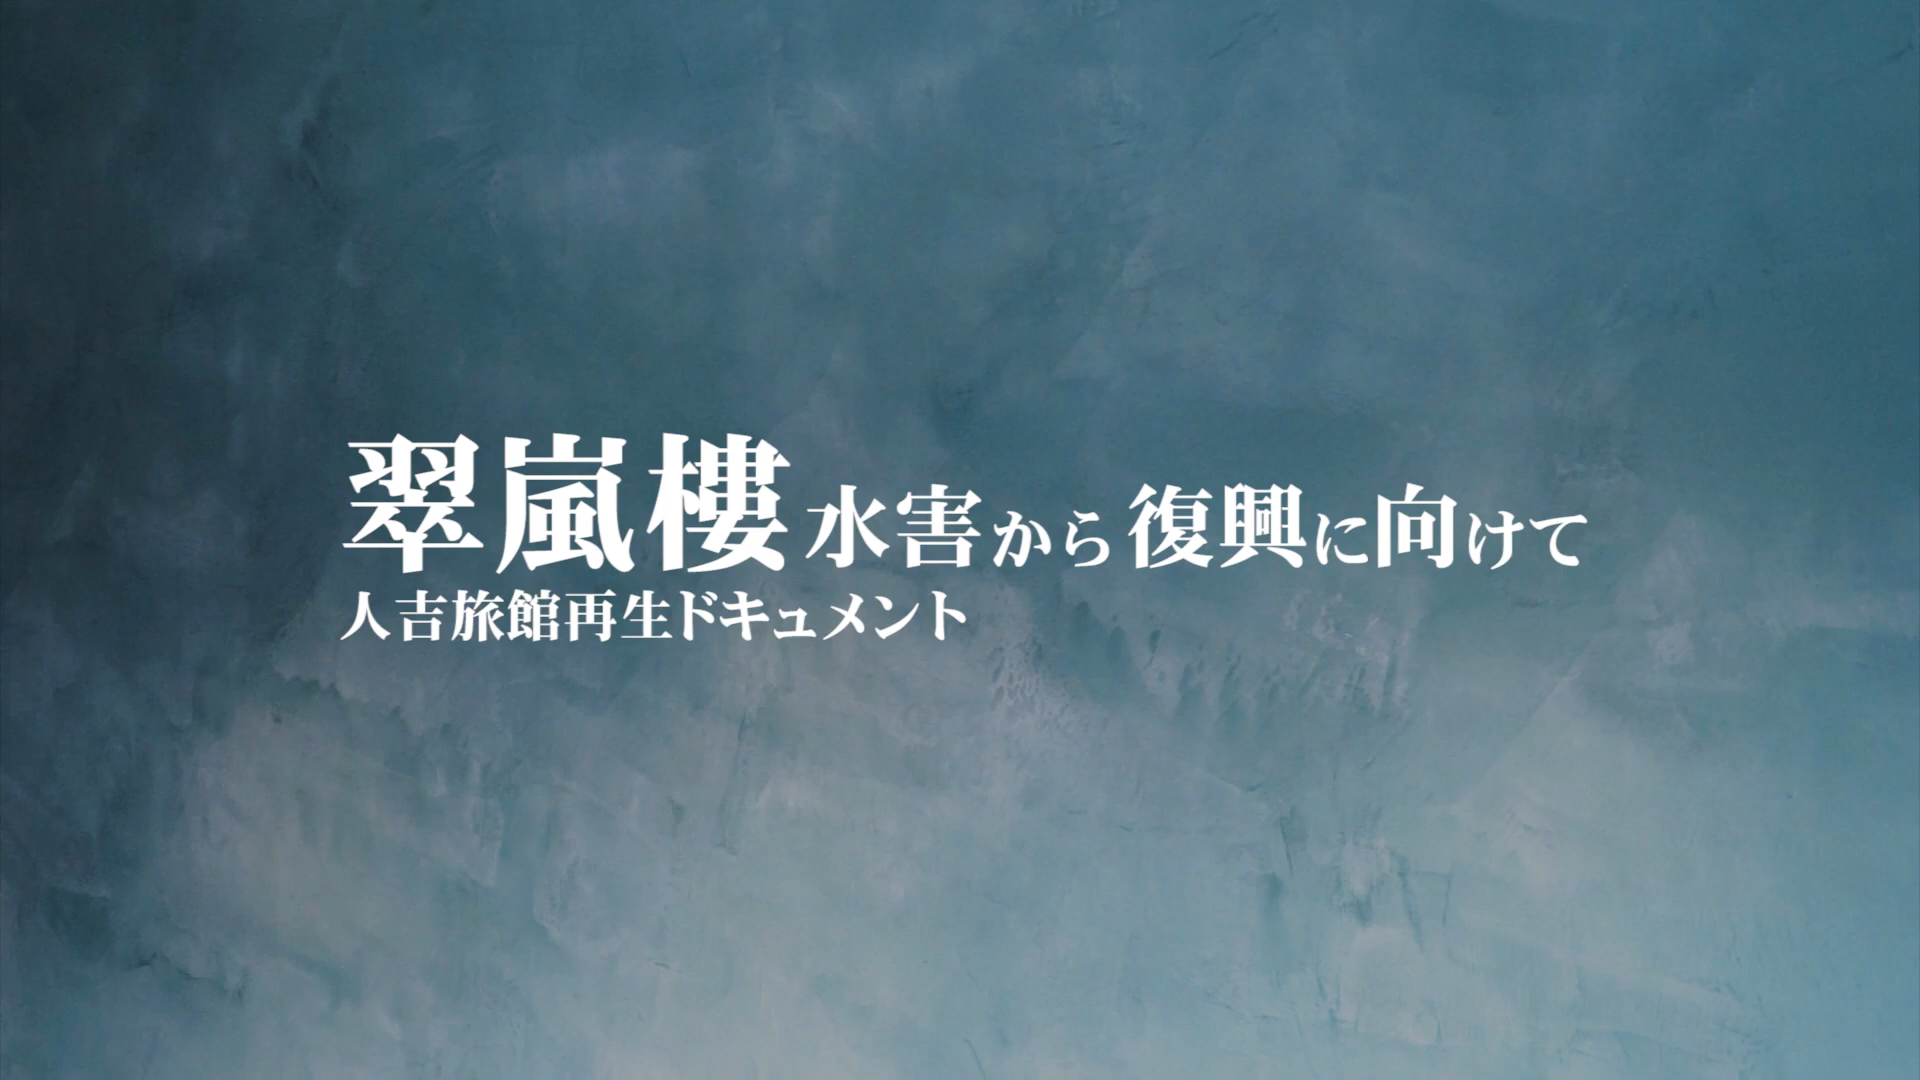 翠嵐樓 水害から復興に向けて
人吉旅館再生ドキュメント